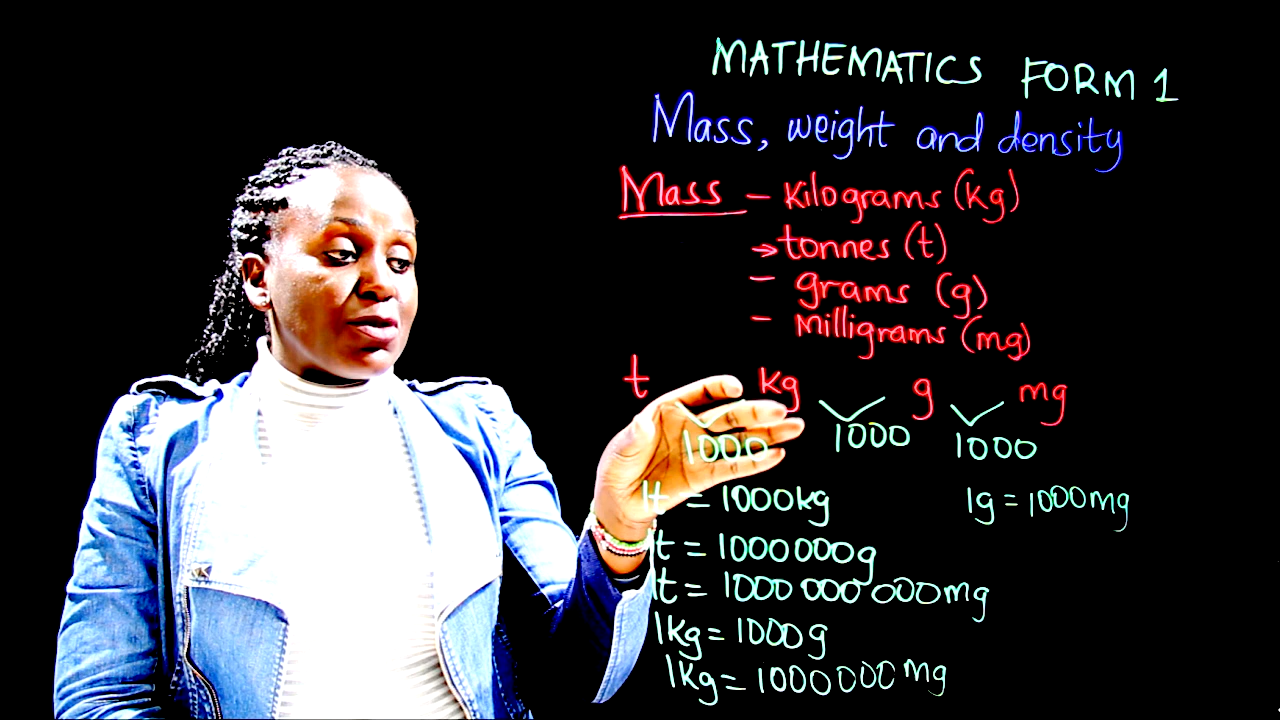 MATHEMATICS FORM 1
Mass, weight and density
Mass – Kilograms (kg)
→ tonnes (t)
– grams (g)
– Milligrams (mg)
t kg g mg
1000 1000 1000
1t = 1000kg 1g = 1000mg
1t = 1000000g
1t = 1000 000 000mg
1kg = 1000g
1kg = 1000000mg